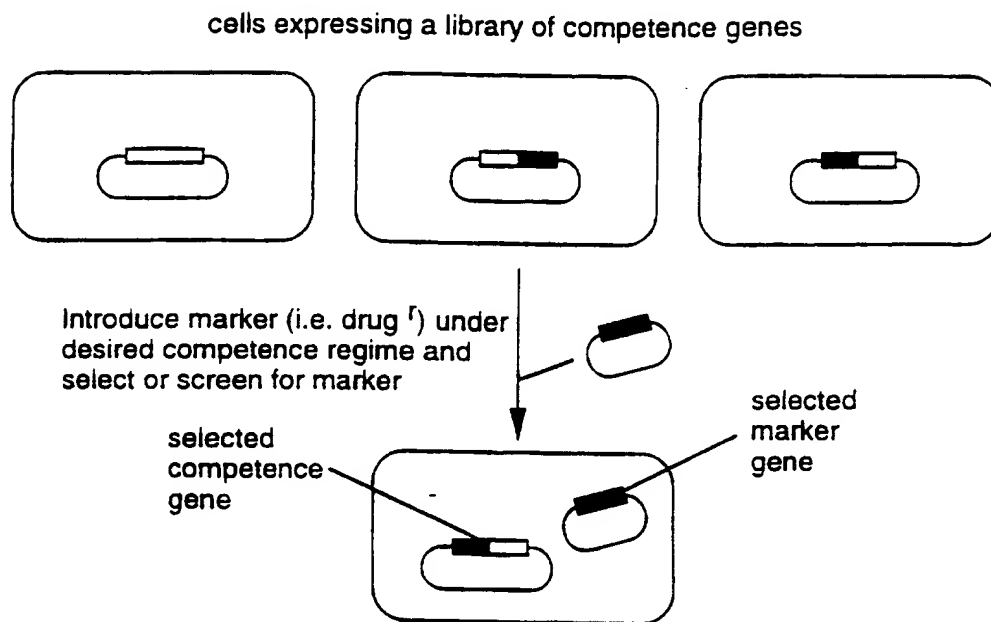 cells expressing a library of competence genes
Introduce marker (i.e. drug r) under
desired competence regime and
select or screen for marker
selected
competence
gene
selected
marker
gene